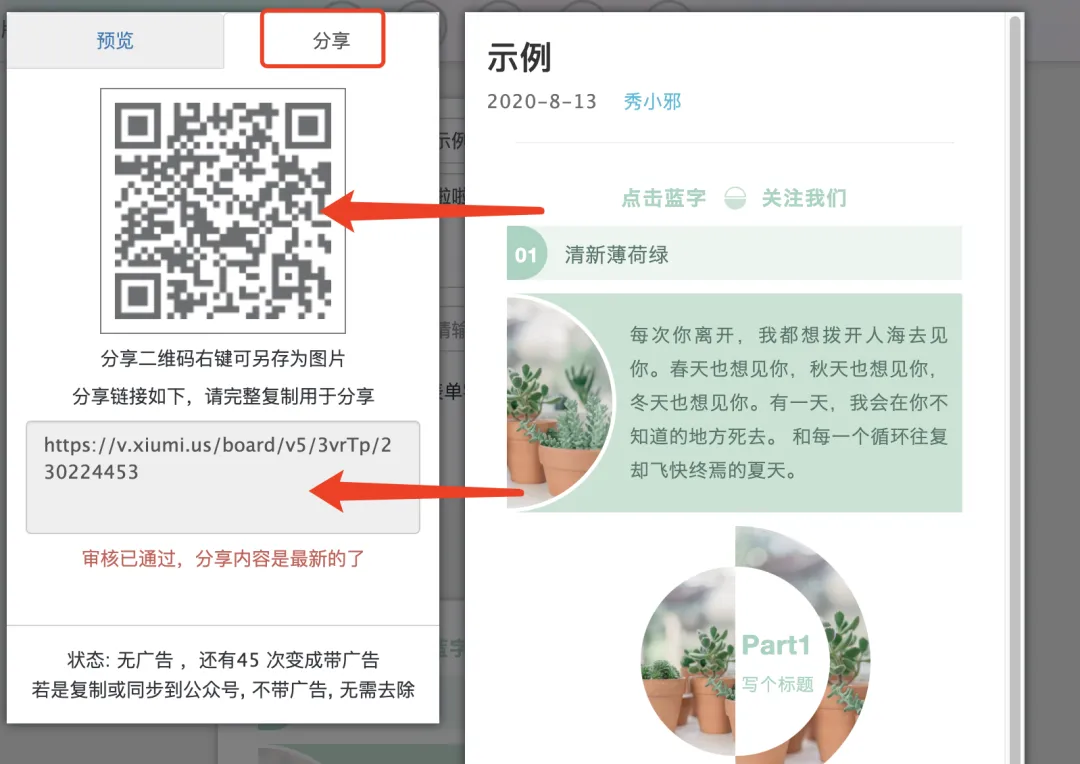 预览
分享
分享二维码右键可另存为图片
分享链接如下，请完整复制用于分享
https://v.xiumi.us/board/v5/3vrTp/2
30224453
审核已通过，分享内容是最新的了
状态: 无广告 ，还有45 次变成带广告
若是复制或同步到公众号, 不带广告, 无需去除
示例
2020-8-13 秀小邪
点击蓝字 关注我们
01 清新薄荷绿
每次你离开，我都想拨开人海去见
你。春天也想见你，秋天也想见你，
冬天也想见你。有一天，我会在你不
知道的地方死去。 和每一个循环往复
却飞快终焉的夏天。
Part1
写个标题
示例